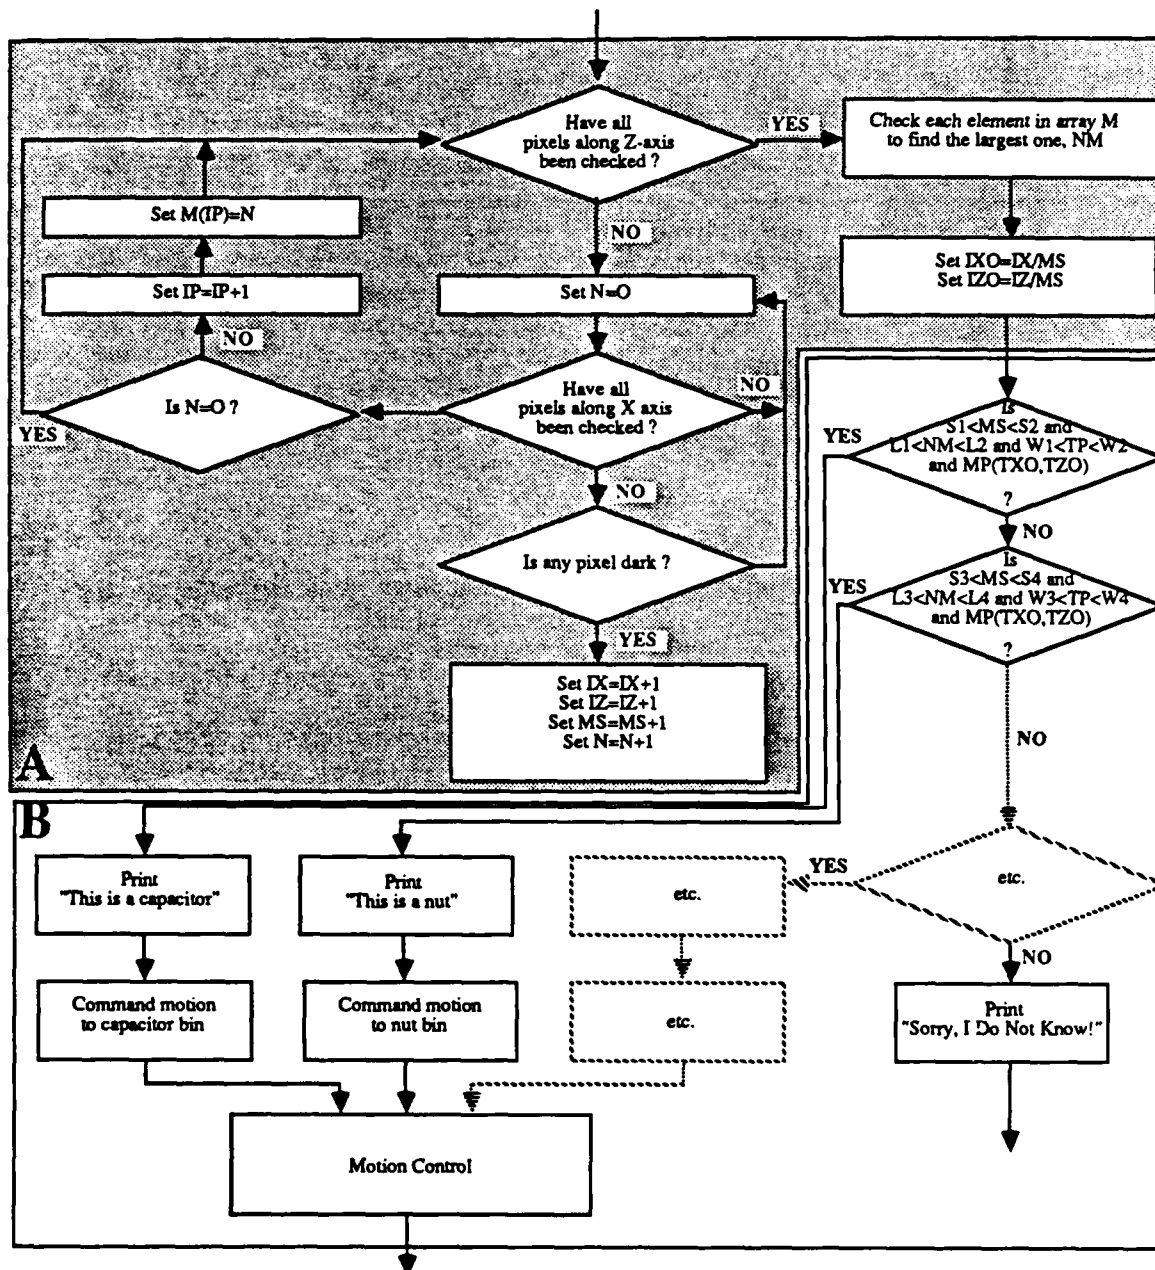 Have all
pixels along Z-axis
been checked ?
YES
Check each element in array M
to find the largest one, NM
Set M(IP)=N
NO
Set IXO=IX/MS
Set IZO=IZ/MS
Set IP=IP+1
Set N=O
NO
Is N=O ?
YES
Have all
pixels along X axis
been checked ?
NO
NO
Is
S1<MS<S2 and
L1<NM<L2 and W1<TP<W2
and MP(TXO,TZO)
?
YES
NO
Is any pixel dark ?
YES
Is
S3<MS<S4 and
L3<NM<L4 and W3<TP<W4
and MP(TXO,TZO)
?
YES
NO
Set IX=IX+1
Set IZ=IZ+1
Set MS=MS+1
Set N=N+1
A
B
Print
"This is a capacitor"
Print
"This is a nut"
etc.
YES
etc.
NO
Command motion
to capacitor bin
Command motion
to nut bin
etc.
Print
"Sorry, I Do Not Know!"
Motion Control